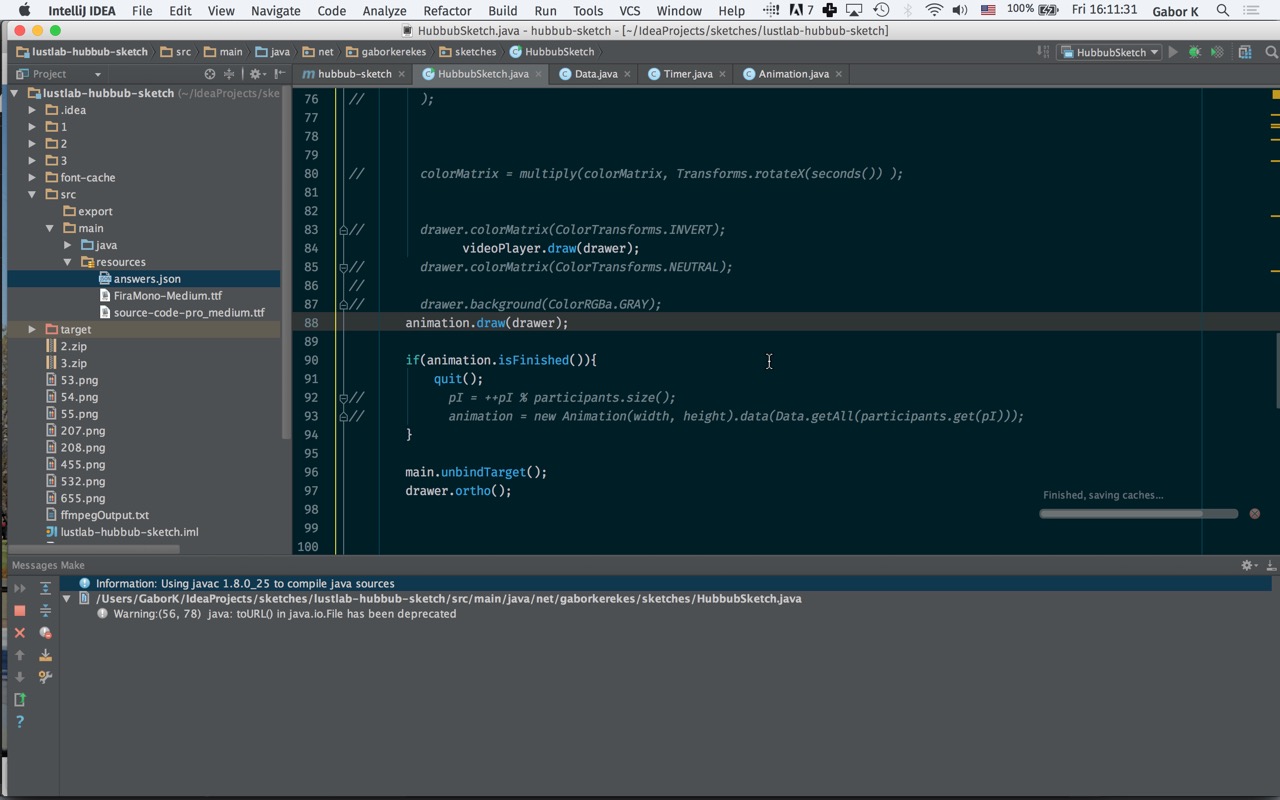 IntelliJ IDEA File Edit View Navigate Code Analyze Refactor Build Run Tools VCS Window Help 7 100% Fri 16:11:31 Gabor K
HubbubSketch.java - hubbub-sketch - [~/IdeaProjects/sketches/lustlab-hubbub-sketch]
lustlab-hubbub-sketch src main java net gaborkerekes sketches HubbubSketch HubbubSketch
Project hubbub-sketch HubbubSketch.java Data.java Timer.java Animation.java
lustlab-hubbub-sketch (~/IdeaProjects/ske
.idea
1
2
3
font-cache
src
export
main
java
resources
answers.json
FiraMono-Medium.ttf
source-code-pro_medium.ttf
target
2.zip
3.zip
53.png
54.png
55.png
207.png
208.png
455.png
532.png
655.png
ffmpegOutput.txt
lustlab-hubbub-sketch.iml
76 // );
77
78
79
80 // colorMatrix = multiply(colorMatrix, Transforms.rotateX(seconds()) );
81
82
83 // drawer.colorMatrix(ColorTransforms.INVERT);
84 videoPlayer.draw(drawer);
85 // drawer.colorMatrix(ColorTransforms.NEUTRAL);
86 //
87 // drawer.background(ColorRGBa.GRAY);
88 animation.draw(drawer);
89
90 if(animation.isFinished()){
91 quit();
92 // pI = ++pI % participants.size();
93 // animation = new Animation(width, height).data(Data.getAll(participants.get(pI)));
94 }
95
96 main.unbindTarget();
97 drawer.ortho();
98
99
100
Finished, saving caches...
Messages Make
Information: Using javac 1.8.0_25 to compile java sources
/Users/GaborK/IdeaProjects/sketches/lustlab-hubbub-sketch/src/main/java/net/gaborkerekes/sketches/HubbubSketch.java
Warning:(56, 78) java: toURL() in java.io.File has been deprecated